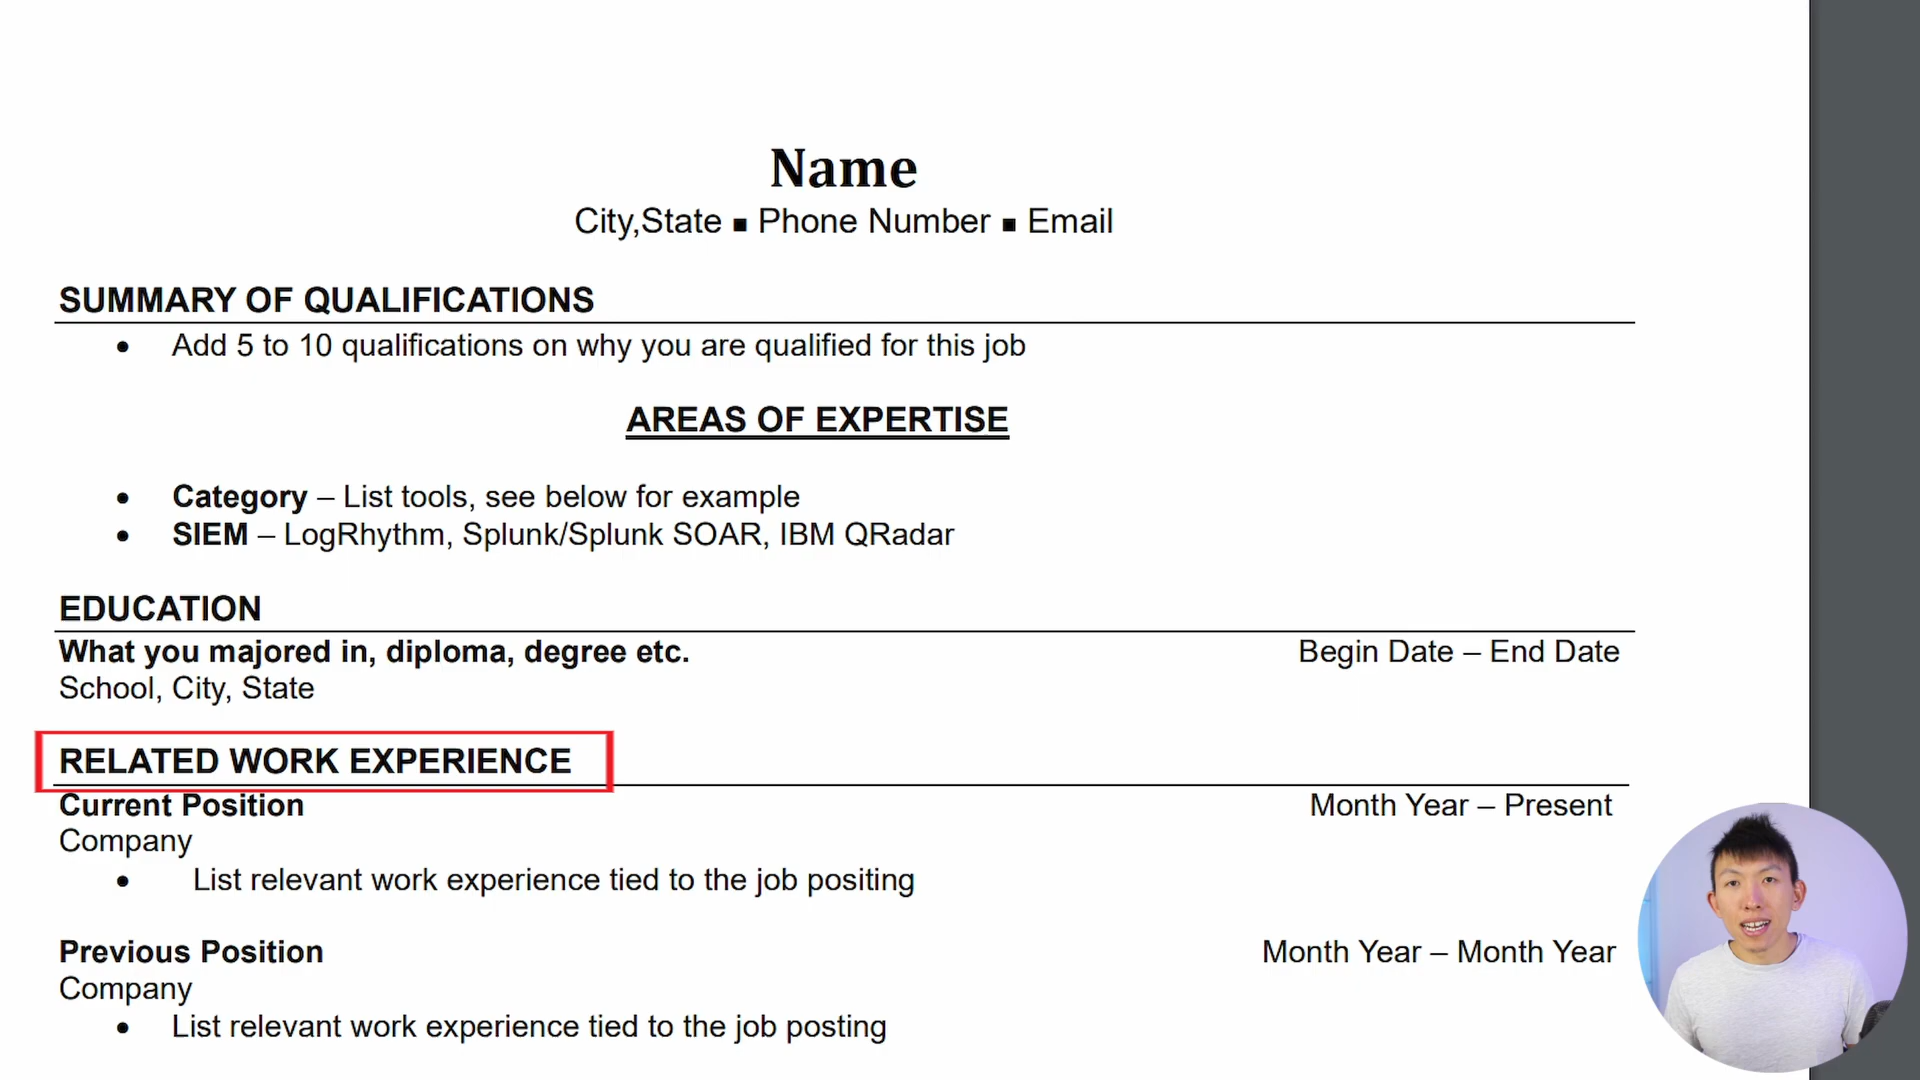 Name
City,State ▪ Phone Number ▪ Email
SUMMARY OF QUALIFICATIONS
• Add 5 to 10 qualifications on why you are qualified for this job
AREAS OF EXPERTISE
• Category – List tools, see below for example
• SIEM – LogRhythm, Splunk/Splunk SOAR, IBM QRadar
EDUCATION
What you majored in, diploma, degree etc. Begin Date – End Date
School, City, State
RELATED WORK EXPERIENCE
Current Position Month Year – Present
Company
• List relevant work experience tied to the job positing
Previous Position Month Year – Month Year
Company
• List relevant work experience tied to the job posting